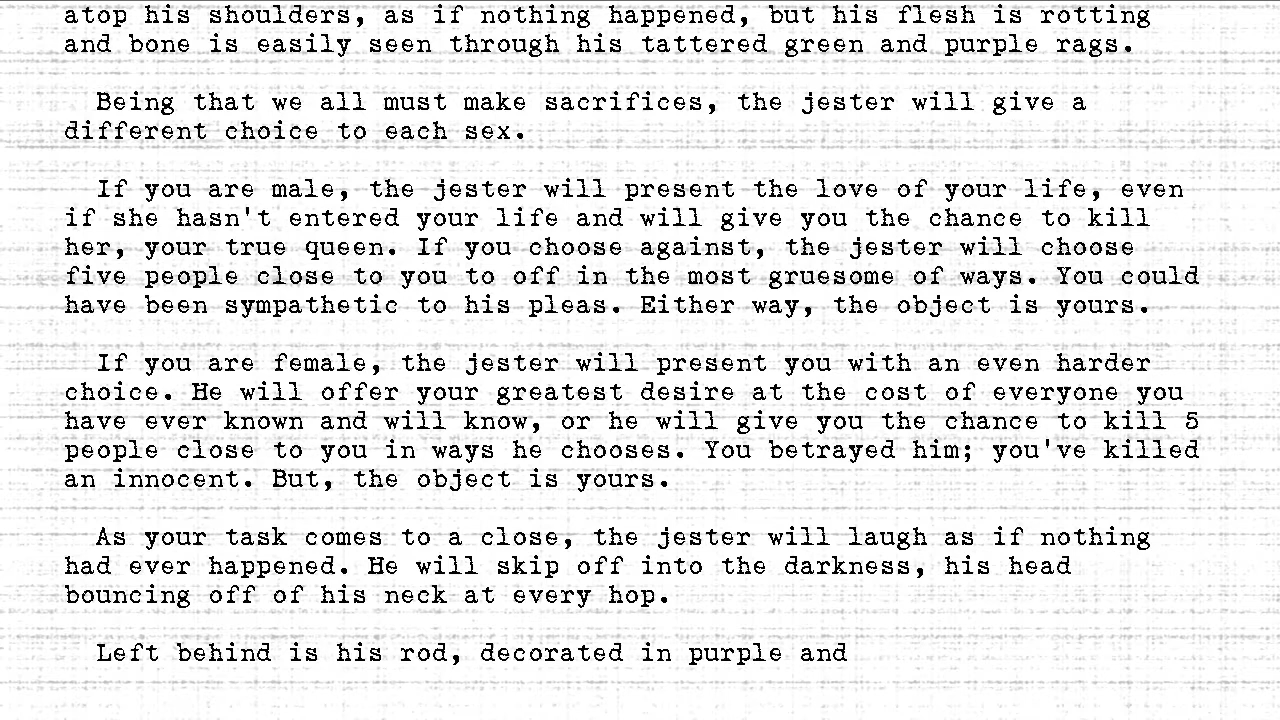 atop his shoulders, as if nothing happened, but his flesh is rotting
and bone is easily seen through his tattered green and purple rags.
Being that we all must make sacrifices, the jester will give a
different choice to each sex.
If you are male, the jester will present the love of your life, even
if she hasn't entered your life and will give you the chance to kill
her, your true queen. If you choose against, the jester will choose
five people close to you to off in the most gruesome of ways. You could
have been sympathetic to his pleas. Either way, the object is yours.
If you are female, the jester will present you with an even harder
choice. He will offer your greatest desire at the cost of everyone you
have ever known and will know, or he will give you the chance to kill 5
people close to you in ways he chooses. You betrayed him; you've killed
an innocent. But, the object is yours.
As your task comes to a close, the jester will laugh as if nothing
had ever happened. He will skip off into the darkness, his head
bouncing off of his neck at every hop.
Left behind is his rod, decorated in purple and